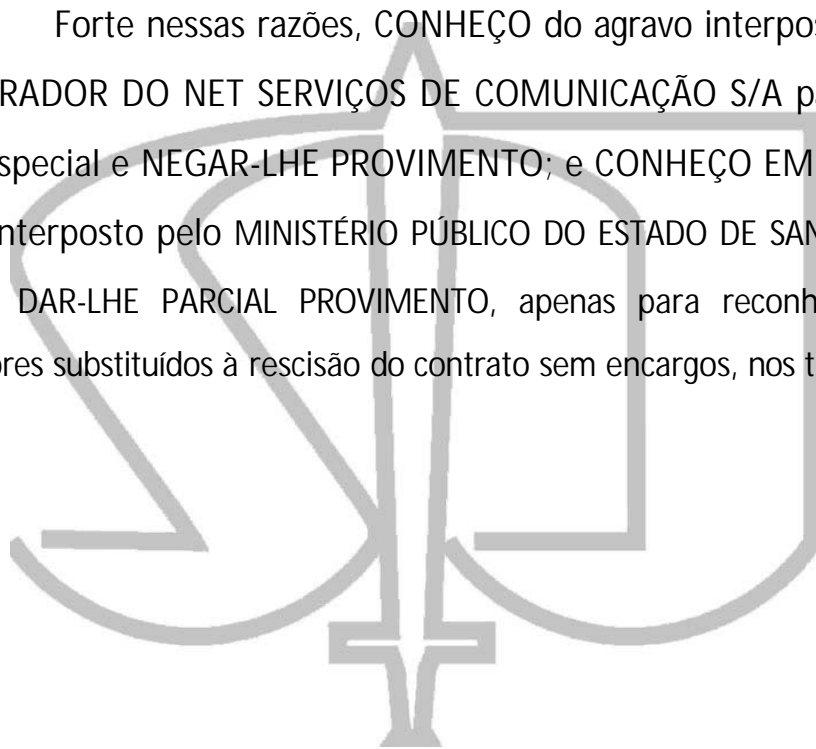 Forte nessas razões, CONHEÇO do agravo interpos
RADOR DO NET SERVIÇOS DE COMUNICAÇÃO S/A pa
special e NEGAR-LHE PROVIMENTO; e CONHEÇO EM
nterposto pelo MINISTÉRIO PÚBLICO DO ESTADO DE SAN
DAR-LHE PARCIAL PROVIMENTO, apenas para reconh
ores substituídos à rescisão do contrato sem encargos, nos t